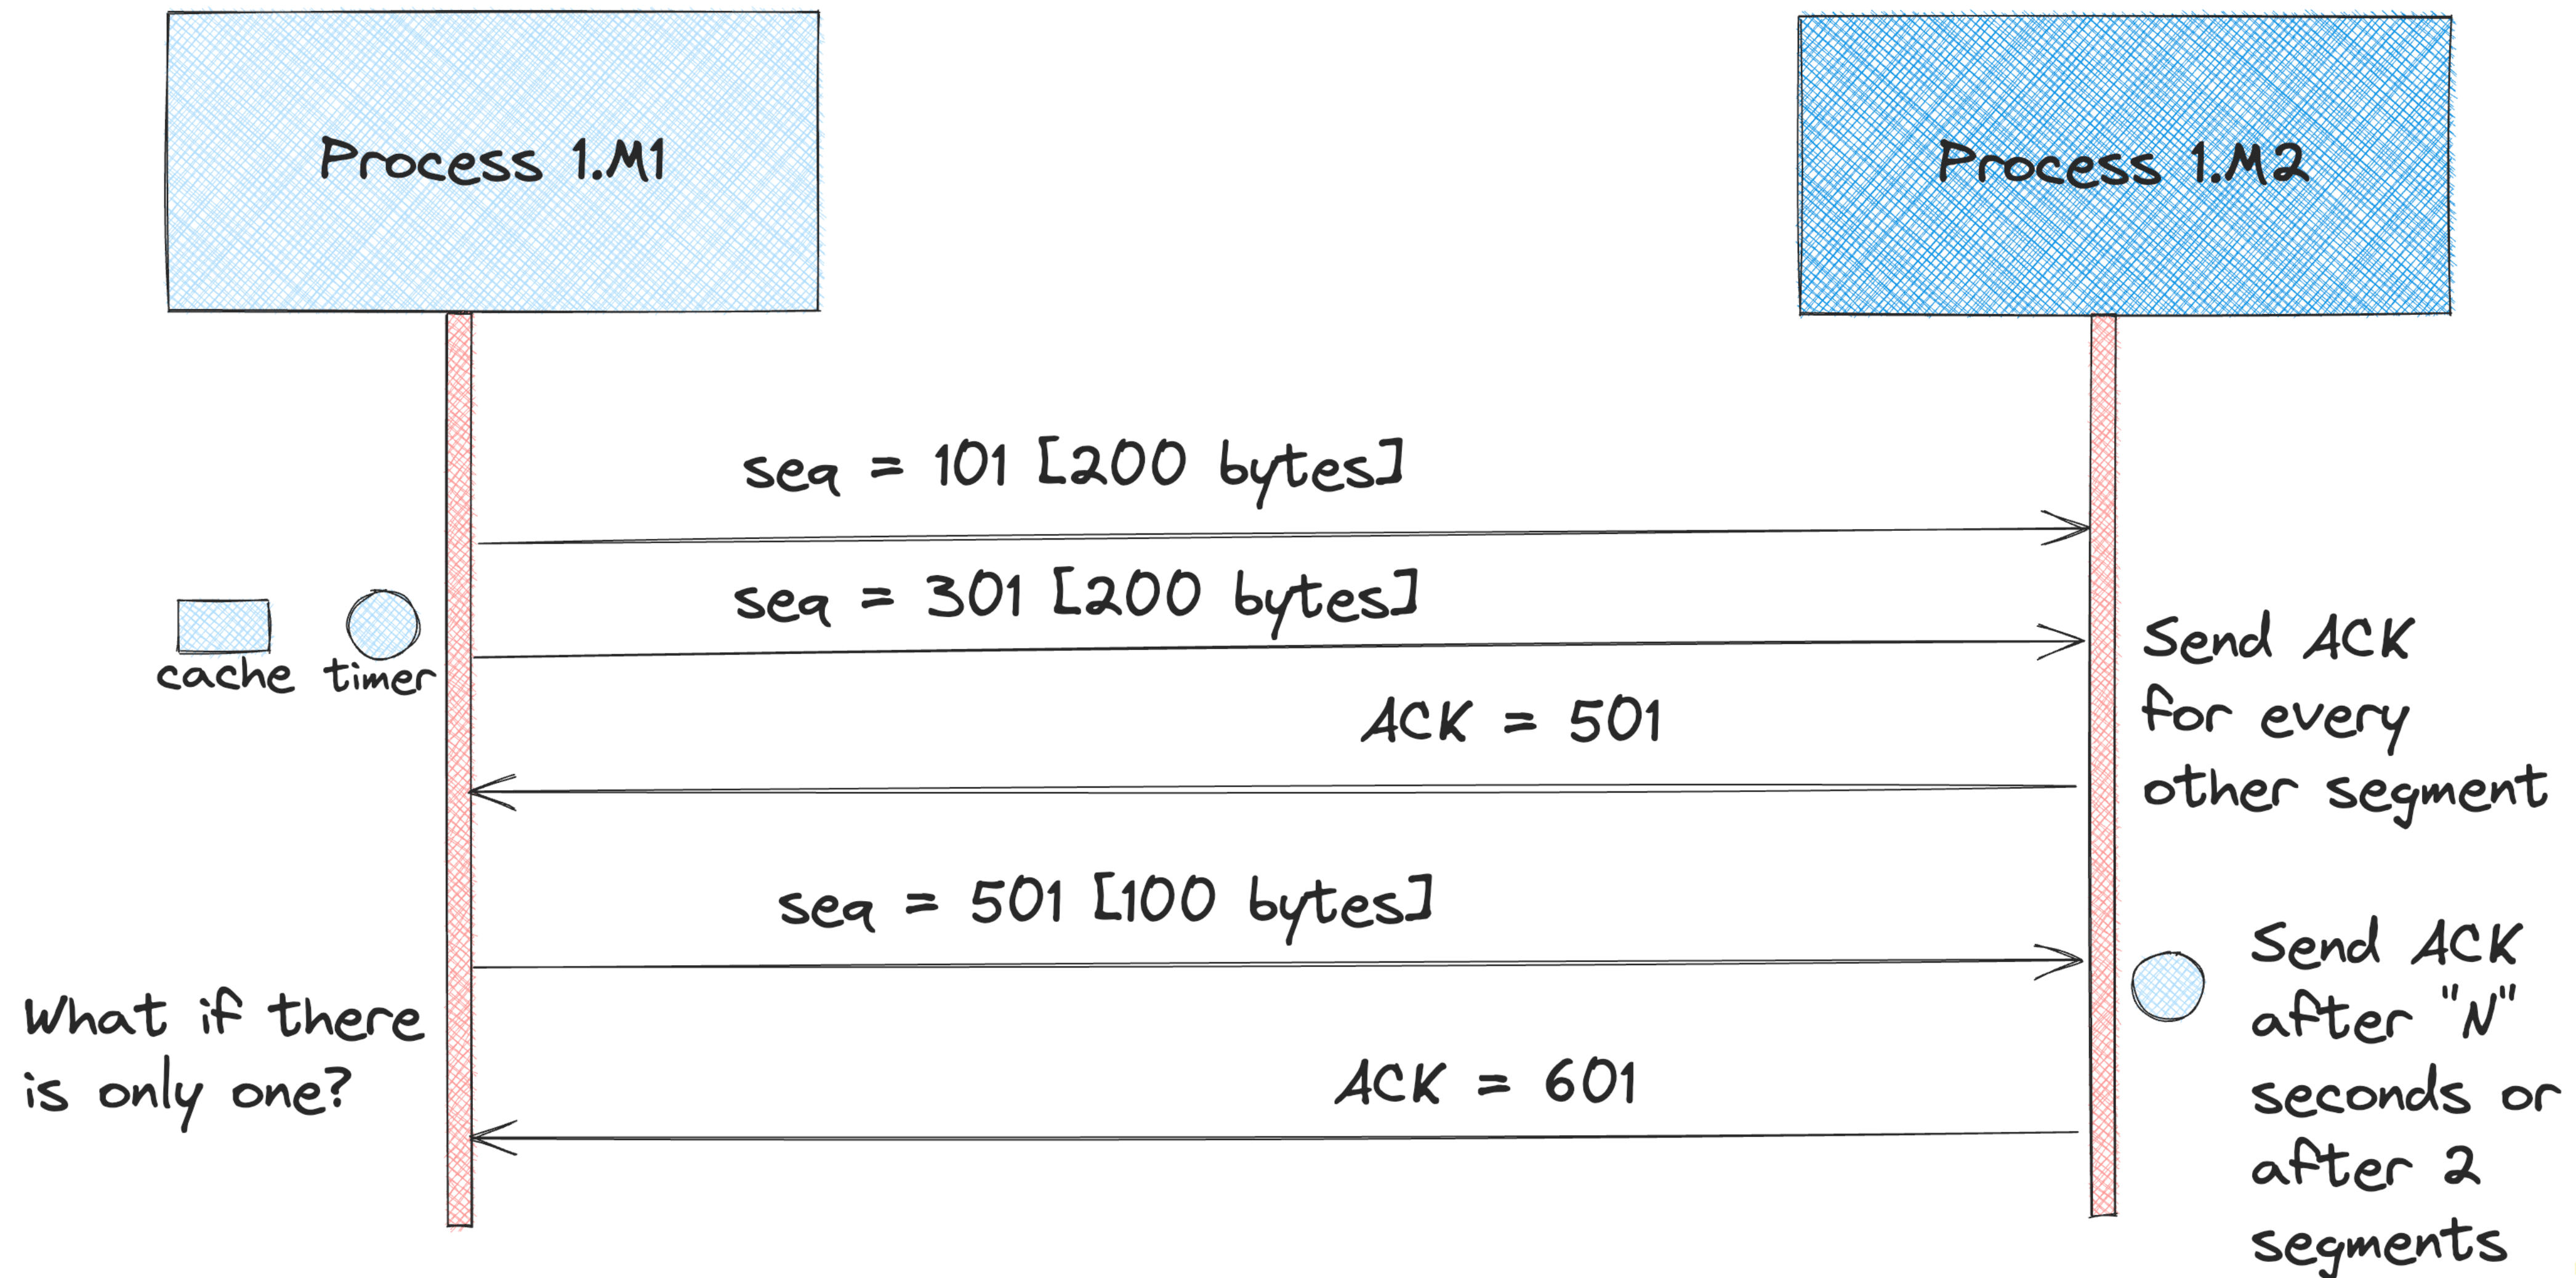 Process 1.M1
Process 1.M2
seq = 101 [200 bytes]
seq = 301 [200 bytes]
cache
timer
ACK = 501
Send ACK
for every
other segment
seq = 501 [100 bytes]
What if there
is only one?
ACK = 601
Send ACK
after "N"
seconds or
after 2
segments